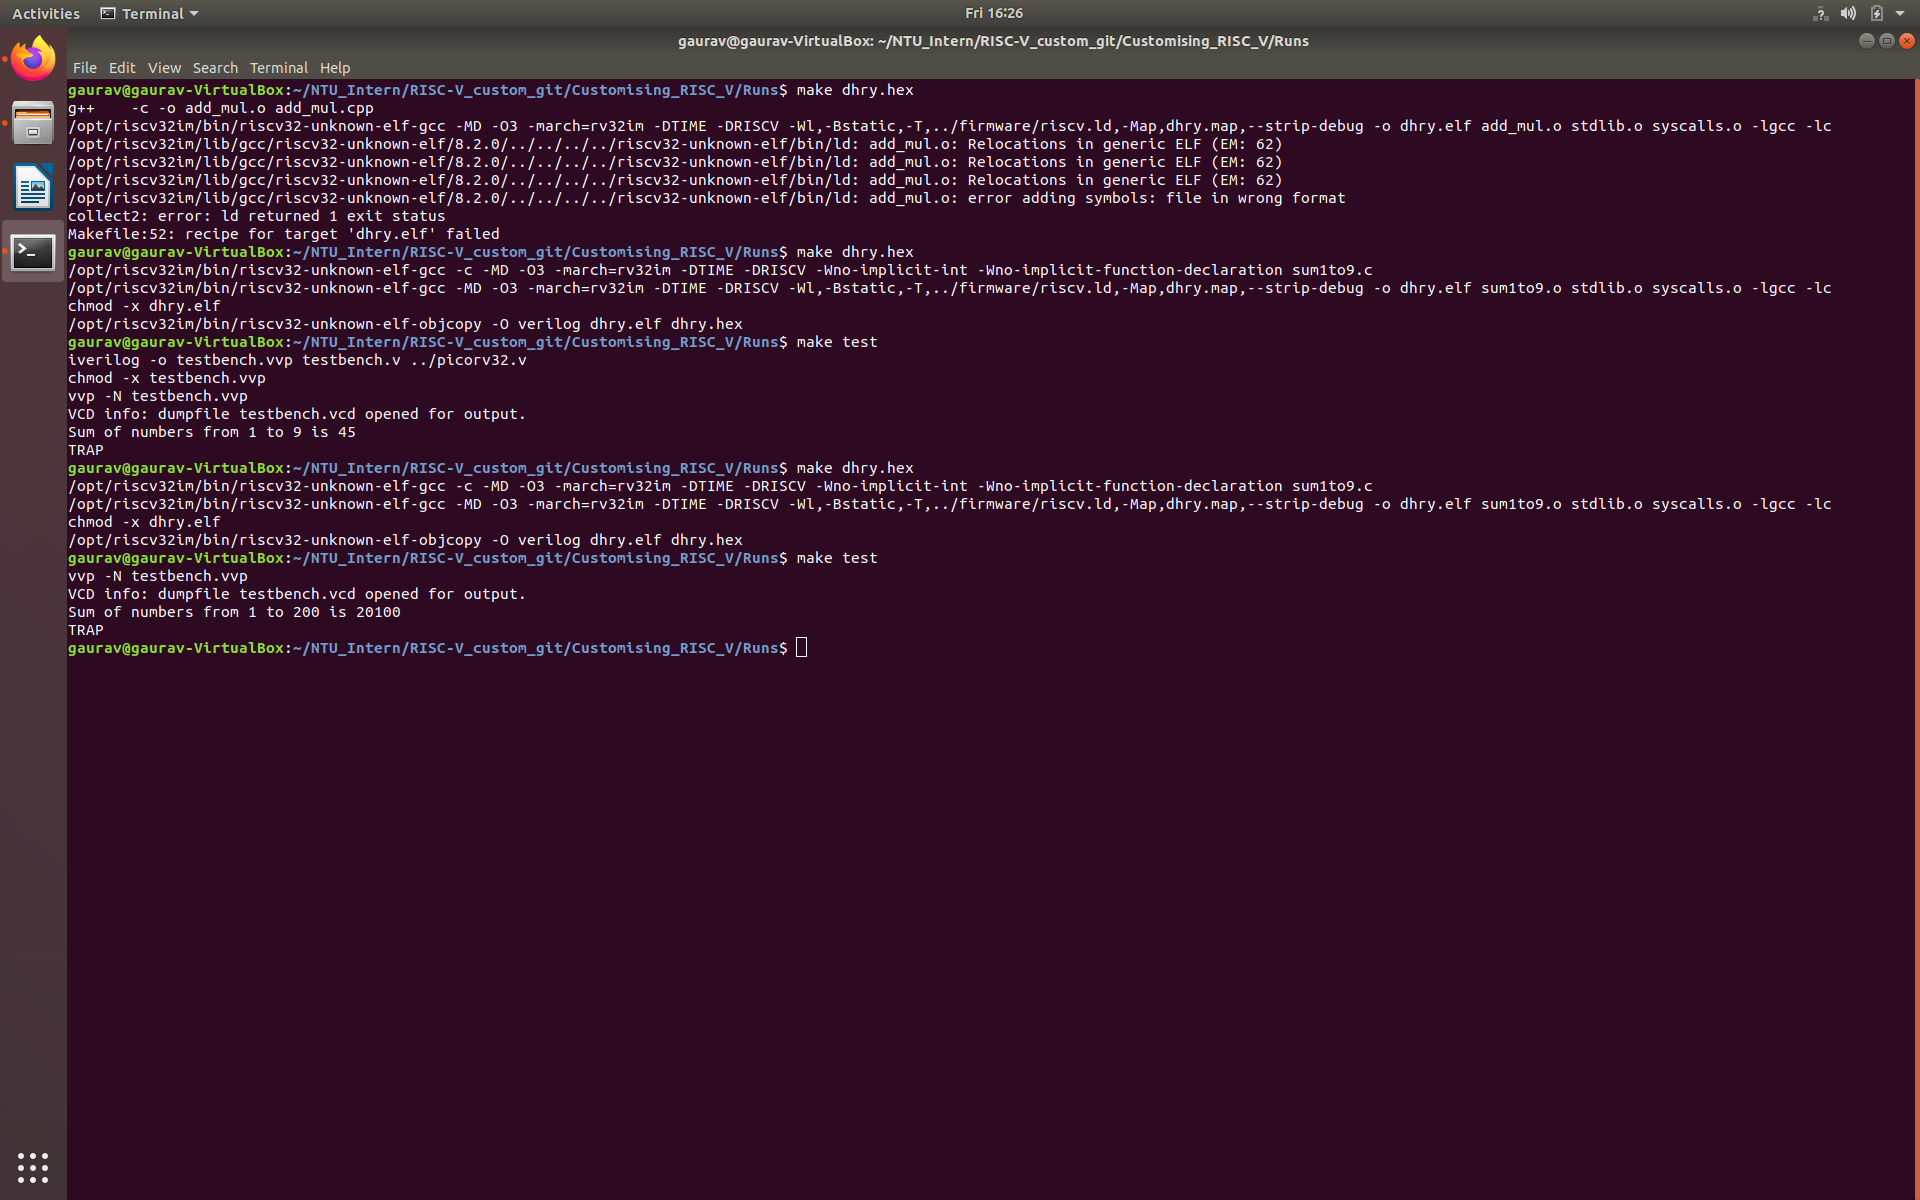 Activities Terminal Fri 16:26
gaurav@gaurav-VirtualBox: ~/NTU_Intern/RISC-V_custom_git/Customising_RISC_V/Runs
File Edit View Search Terminal Help
gaurav@gaurav-VirtualBox:~/NTU_Intern/RISC-V_custom_git/Customising_RISC_V/Runs$ make dhry.hex
g++    -c -o add_mul.o add_mul.cpp
/opt/riscv32im/bin/riscv32-unknown-elf-gcc -MD -O3 -march=rv32im -DTIME -DRISCV -Wl,-Bstatic,-T,../firmware/riscv.ld,-Map,dhry.map,--strip-debug -o dhry.elf add_mul.o stdlib.o syscalls.o -lgcc -lc
/opt/riscv32im/lib/gcc/riscv32-unknown-elf/8.2.0/../../../../riscv32-unknown-elf/bin/ld: add_mul.o: Relocations in generic ELF (EM: 62)
/opt/riscv32im/lib/gcc/riscv32-unknown-elf/8.2.0/../../../../riscv32-unknown-elf/bin/ld: add_mul.o: Relocations in generic ELF (EM: 62)
/opt/riscv32im/lib/gcc/riscv32-unknown-elf/8.2.0/../../../../riscv32-unknown-elf/bin/ld: add_mul.o: Relocations in generic ELF (EM: 62)
/opt/riscv32im/lib/gcc/riscv32-unknown-elf/8.2.0/../../../../riscv32-unknown-elf/bin/ld: add_mul.o: error adding symbols: file in wrong format
collect2: error: ld returned 1 exit status
Makefile:52: recipe for target 'dhry.elf' failed
gaurav@gaurav-VirtualBox:~/NTU_Intern/RISC-V_custom_git/Customising_RISC_V/Runs$ make dhry.hex
/opt/riscv32im/bin/riscv32-unknown-elf-gcc -c -MD -O3 -march=rv32im -DTIME -DRISCV -Wno-implicit-int -Wno-implicit-function-declaration sum1to9.c
/opt/riscv32im/bin/riscv32-unknown-elf-gcc -MD -O3 -march=rv32im -DTIME -DRISCV -Wl,-Bstatic,-T,../firmware/riscv.ld,-Map,dhry.map,--strip-debug -o dhry.elf sum1to9.o stdlib.o syscalls.o -lgcc -lc
chmod -x dhry.elf
/opt/riscv32im/bin/riscv32-unknown-elf-objcopy -O verilog dhry.elf dhry.hex
gaurav@gaurav-VirtualBox:~/NTU_Intern/RISC-V_custom_git/Customising_RISC_V/Runs$ make test
iverilog -o testbench.vvp testbench.v ../picorv32.v
chmod -x testbench.vvp
vvp -N testbench.vvp
VCD info: dumpfile testbench.vcd opened for output.
Sum of numbers from 1 to 9 is 45
TRAP
gaurav@gaurav-VirtualBox:~/NTU_Intern/RISC-V_custom_git/Customising_RISC_V/Runs$ make dhry.hex
/opt/riscv32im/bin/riscv32-unknown-elf-gcc -c -MD -O3 -march=rv32im -DTIME -DRISCV -Wno-implicit-int -Wno-implicit-function-declaration sum1to9.c
/opt/riscv32im/bin/riscv32-unknown-elf-gcc -MD -O3 -march=rv32im -DTIME -DRISCV -Wl,-Bstatic,-T,../firmware/riscv.ld,-Map,dhry.map,--strip-debug -o dhry.elf sum1to9.o stdlib.o syscalls.o -lgcc -lc
chmod -x dhry.elf
/opt/riscv32im/bin/riscv32-unknown-elf-objcopy -O verilog dhry.elf dhry.hex
gaurav@gaurav-VirtualBox:~/NTU_Intern/RISC-V_custom_git/Customising_RISC_V/Runs$ make test
vvp -N testbench.vvp
VCD info: dumpfile testbench.vcd opened for output.
Sum of numbers from 1 to 200 is 20100
TRAP
gaurav@gaurav-VirtualBox:~/NTU_Intern/RISC-V_custom_git/Customising_RISC_V/Runs$